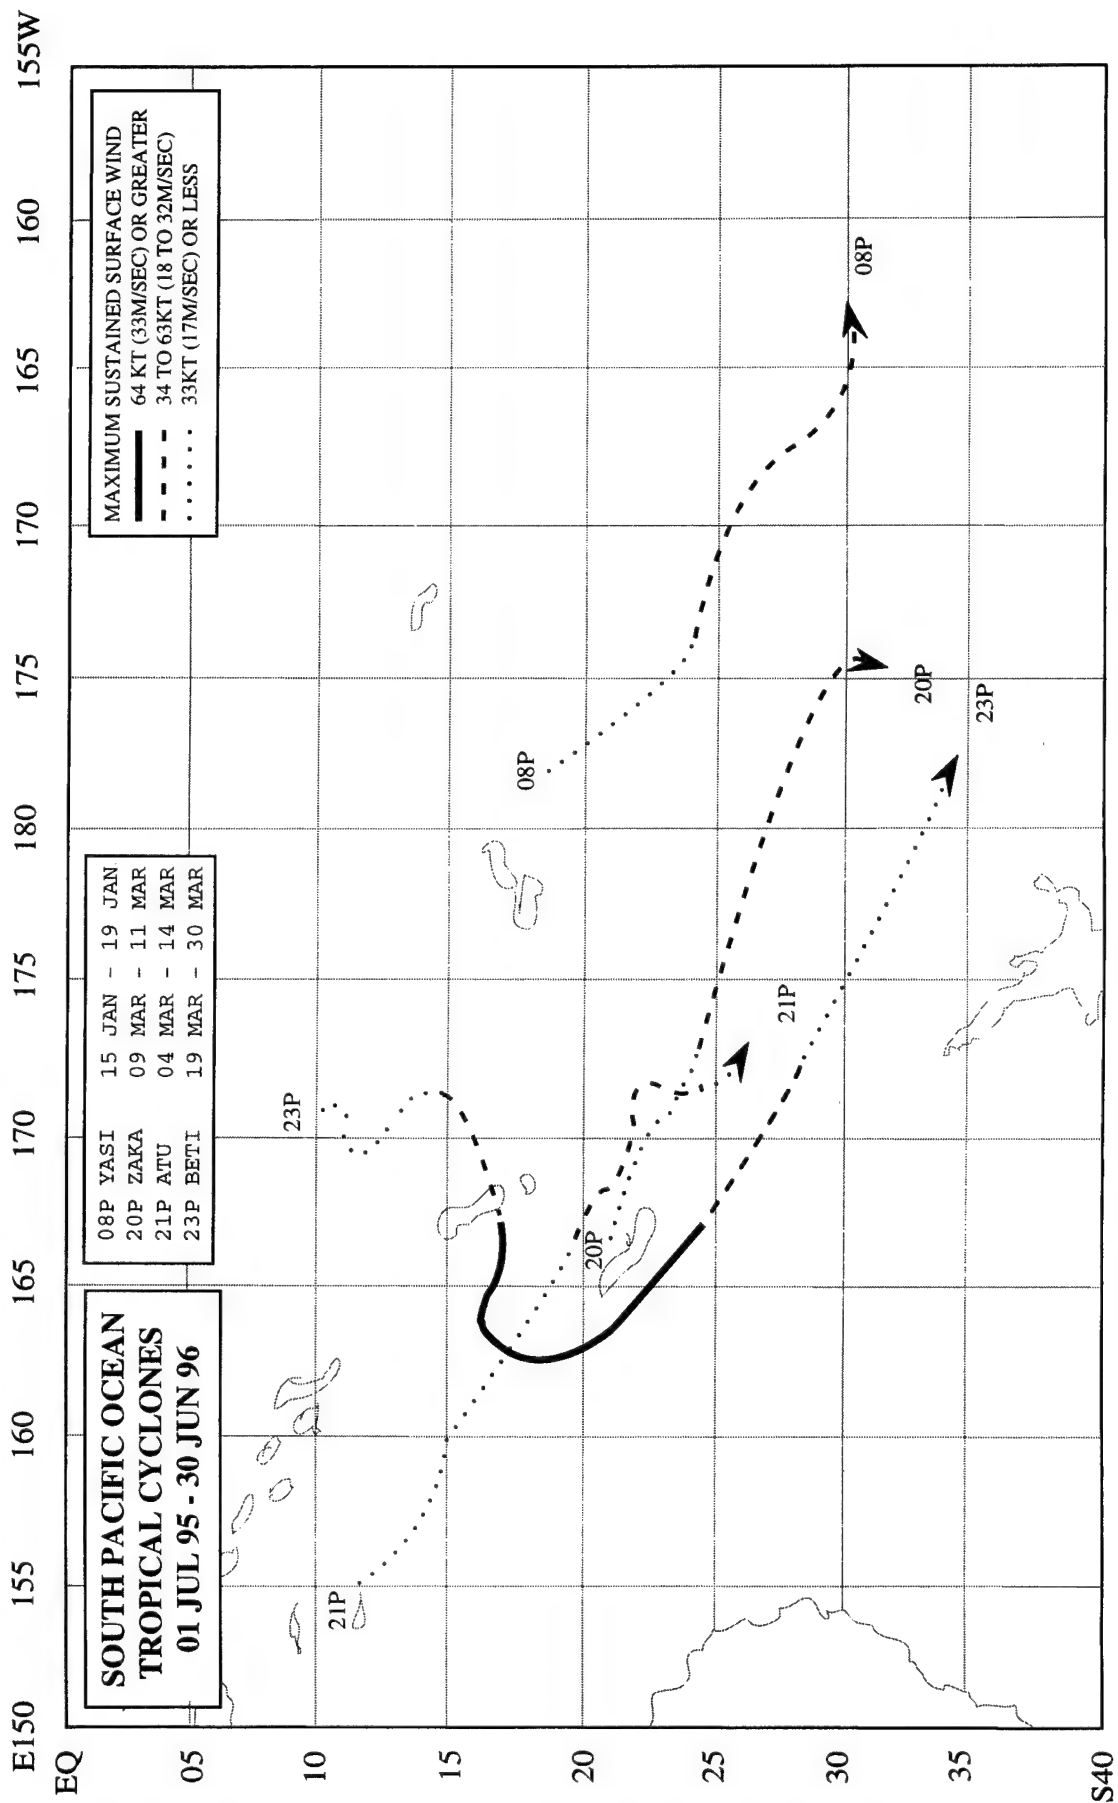 SOUTH PACIFIC OCEAN
TROPICAL CYCLONES
01 JUL 95 - 30 JUN 96
08P YASI 15 JAN - 19 JAN
20P ZAKA 09 MAR - 11 MAR
21P ATU 04 MAR - 14 MAR
23P BETI 19 MAR - 30 MAR
MAXIMUM SUSTAINED SURFACE WIND
64 KT (33M/SEC) OR GREATER
34 TO 63KT (18 TO 32M/SEC)
33KT (17M/SEC) OR LESS
E150
155
160
165
170
175
180
175
170
165
160
155W
EQ
05
10
15
20
25
30
35
S40
21P
23P
20P
08P
21P
20P
23P
08P